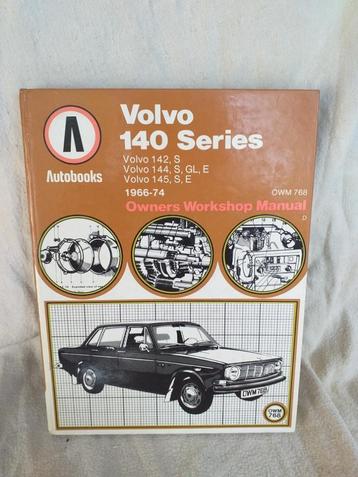 Volvo
140 Series
Volvo 142, S
Volvo 144, S, GL, E
Volvo 145, S, E
1966-74
OWM 768
Owners Workshop Manual
D
Autobooks
OWM 768
OWM
768